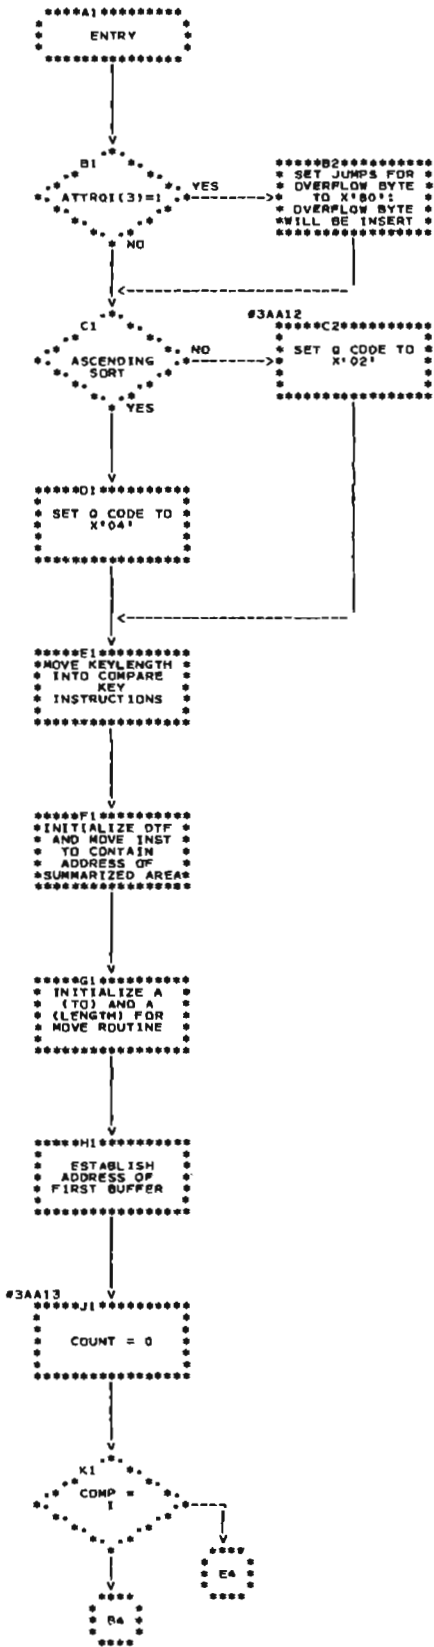 A1
ENTRY
B1
ATTRQI(3)=1
YES
NO
B2
SET JUMPS FOR
OVERFLOW BYTE
TO X'80';
OVERFLOW BYTE
WILL BE INSERT
C1
ASCENDING
SORT
NO
YES
#3AA12
C2
SET Q CODE TO
X'02'
D1
SET Q CODE TO
X'04'
E1
MOVE KEYLENGTH
INTO COMPARE
KEY
INSTRUCTIONS
F1
INITIALIZE DTF
AND MOVE INST
TO CONTAIN
ADDRESS OF
SUMMARIZED AREA
G1
INITIALIZE A
(TO) AND A
(LENGTH) FOR
MOVE ROUTINE
H1
ESTABLISH
ADDRESS OF
FIRST BUFFER
#3AA13
J1
COUNT = 0
K1
COMP =
I
E4
B4